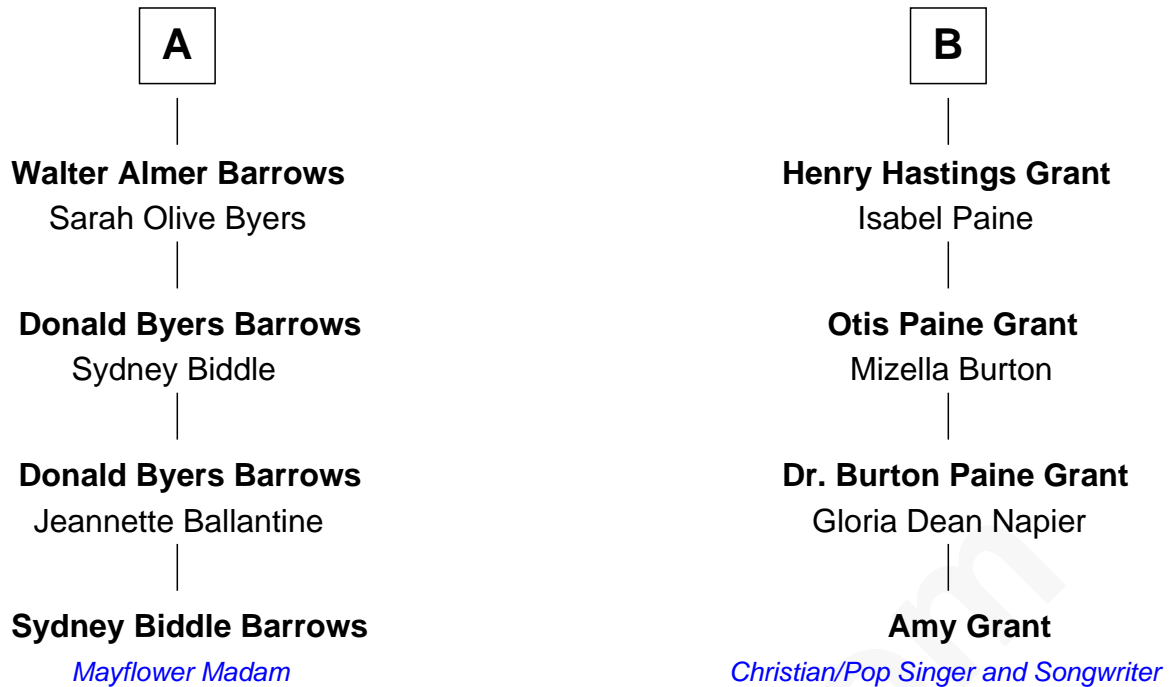 A
B
Walter Almer Barrows
Sarah Olive Byers
Henry Hastings Grant
Isabel Paine
Donald Byers Barrows
Sydney Biddle
Otis Paine Grant
Mizella Burton
Donald Byers Barrows
Jeannette Ballantine
Dr. Burton Paine Grant
Gloria Dean Napier
Sydney Biddle Barrows
Mayflower Madam
Amy Grant
Christian/Pop Singer and Songwriter
om